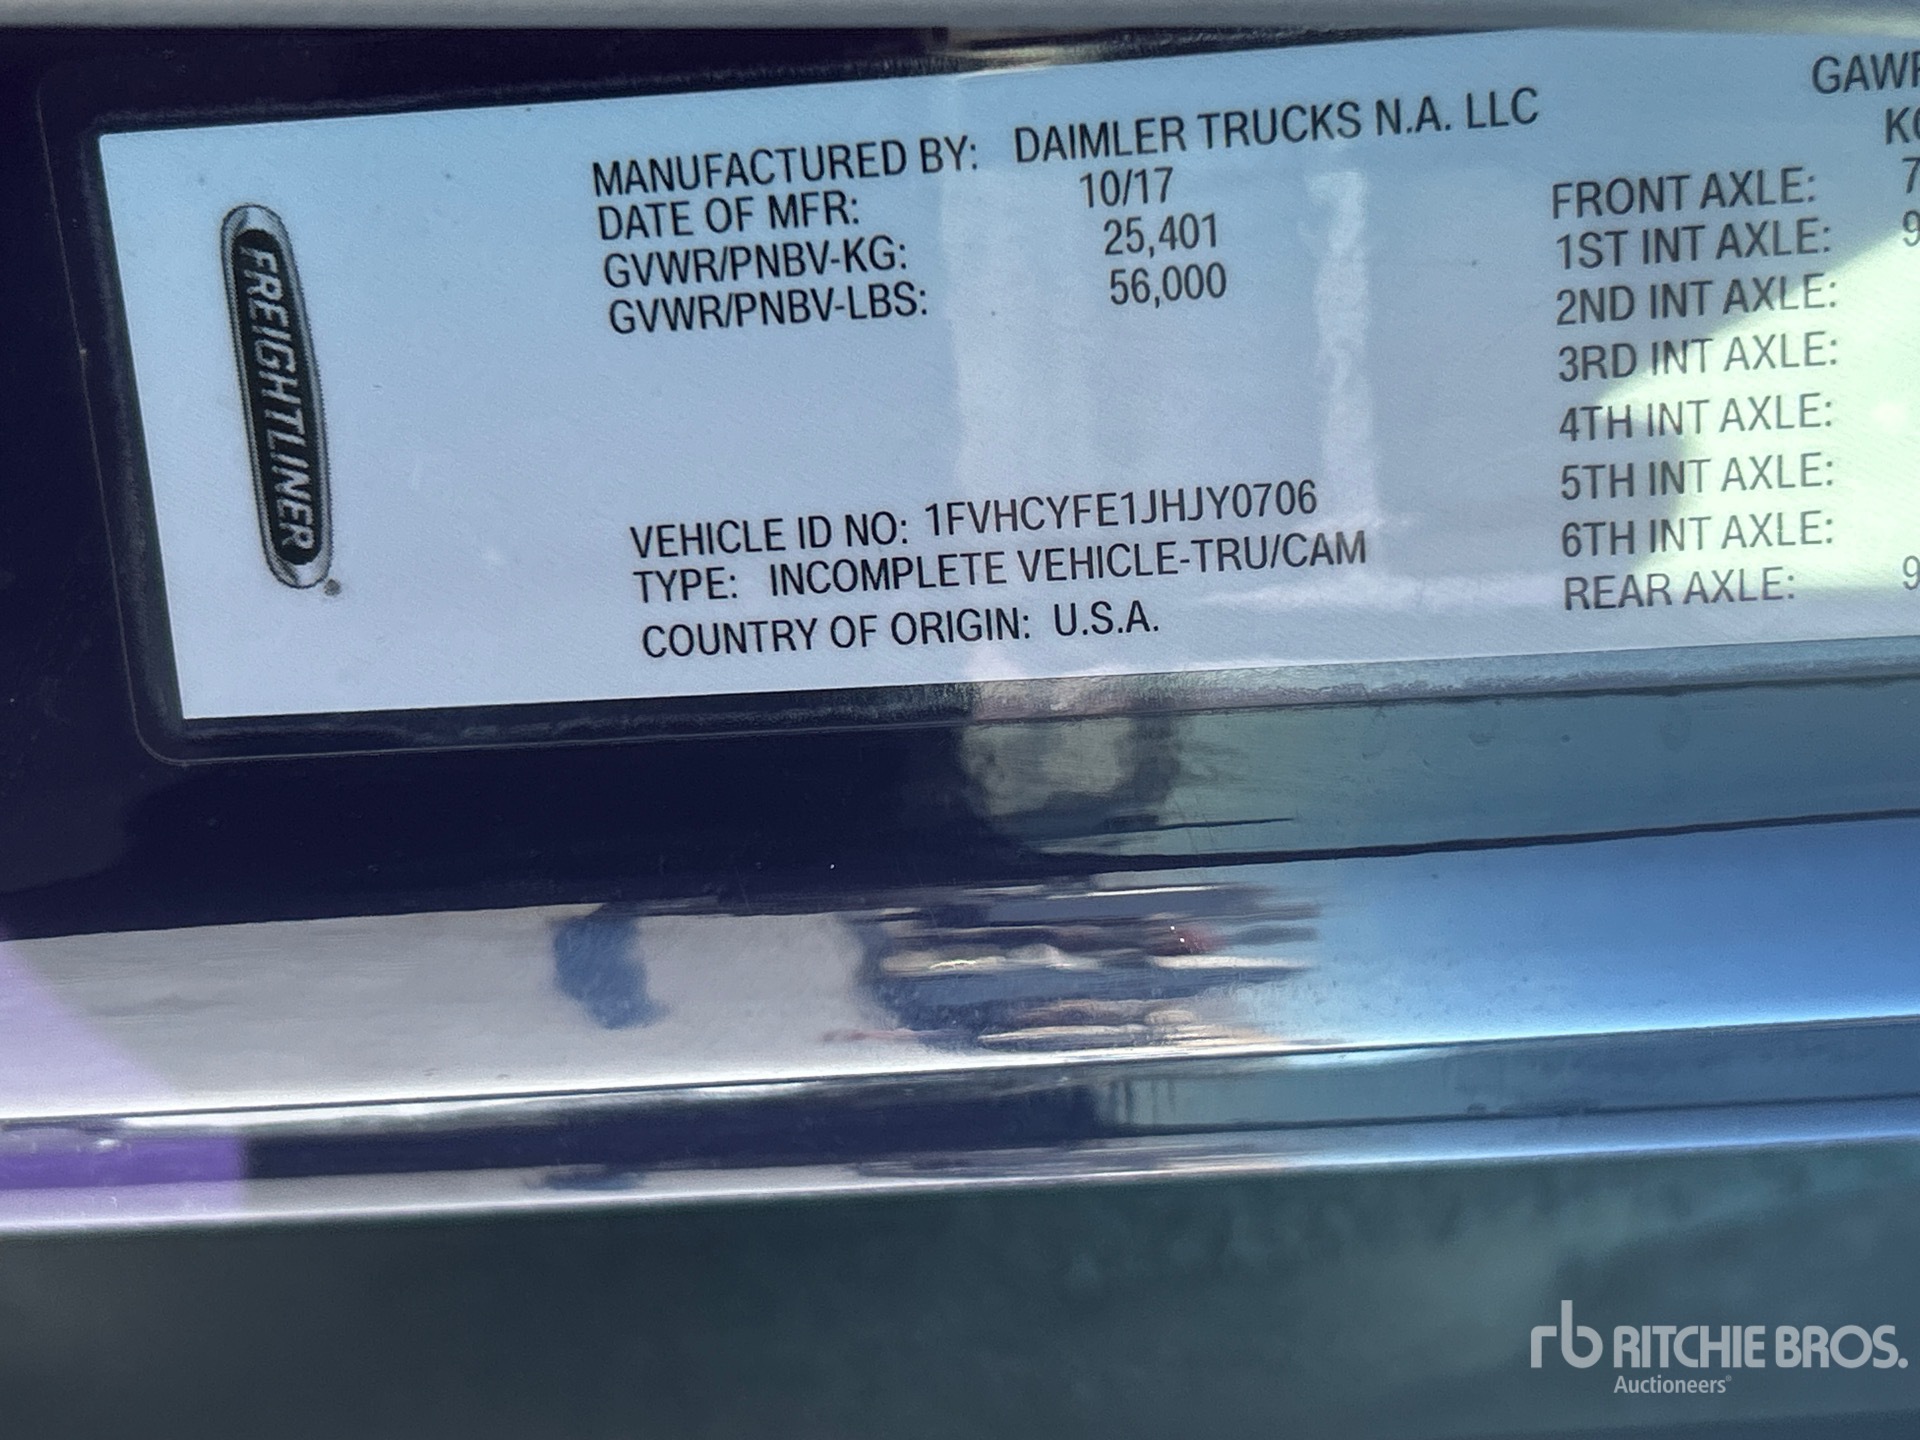 FREIGHTLINER
MANUFACTURED BY: DAIMLER TRUCKS N.A. LLC
DATE OF MFR: 10/17
GVWR/PNBV-KG: 25,401
GVWR/PNBV-LBS: 56,000
VEHICLE ID NO: 1FVHCYFE1JHJY0706
TYPE: INCOMPLETE VEHICLE-TRU/CAM
COUNTRY OF ORIGIN: U.S.A.
FRONT AXLE:
1ST INT AXLE:
2ND INT AXLE:
3RD INT AXLE:
4TH INT AXLE:
5TH INT AXLE:
6TH INT AXLE:
REAR AXLE:
rb RITCHIE BROS.
Auctioneers